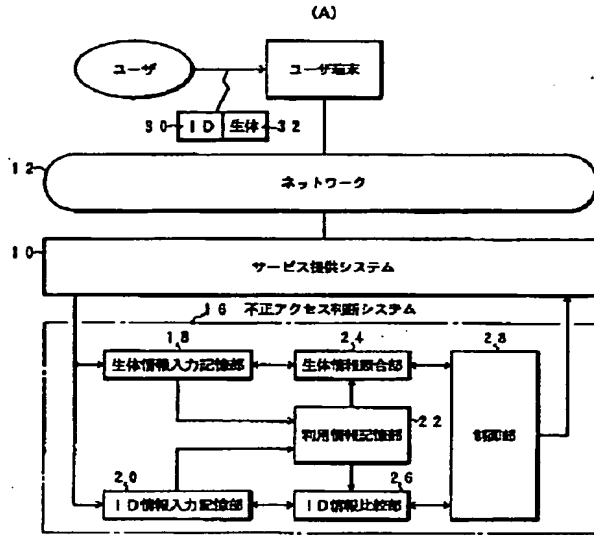 (A)
ユーザ
ユーザ端末
30 ID 生体 32
12
ネットワーク
10
サービス提供システム
16 不正アクセス判断システム
18
24
28
生体情報入力記憶部
生体情報照合部
利用情報記憶部
22
制御部
20
26
ID情報入力記憶部
ID情報比較部